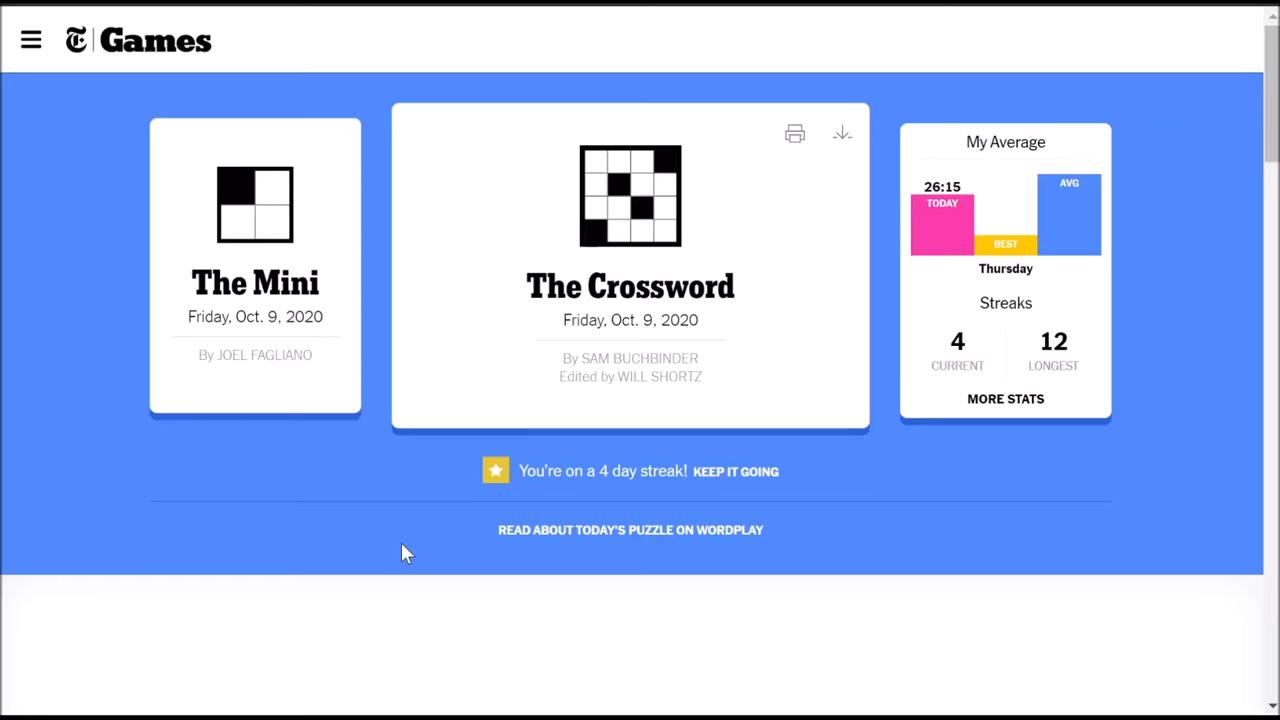 T Games
The Mini
Friday, Oct. 9, 2020
By JOEL FAGLIANO
The Crossword
Friday, Oct. 9, 2020
By SAM BUCHBINDER
Edited by WILL SHORTZ
My Average
26:15
TODAY
BEST
AVG
Thursday
Streaks
4
CURRENT
12
LONGEST
MORE STATS
You're on a 4 day streak! KEEP IT GOING
READ ABOUT TODAY'S PUZZLE ON WORDPLAY